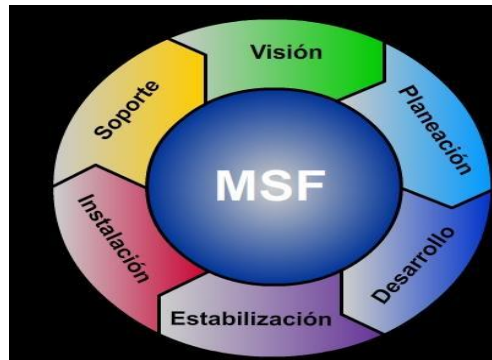 Visión
Planeación
Desarrollo
Estabilización
Instalación
Soporte
MSF